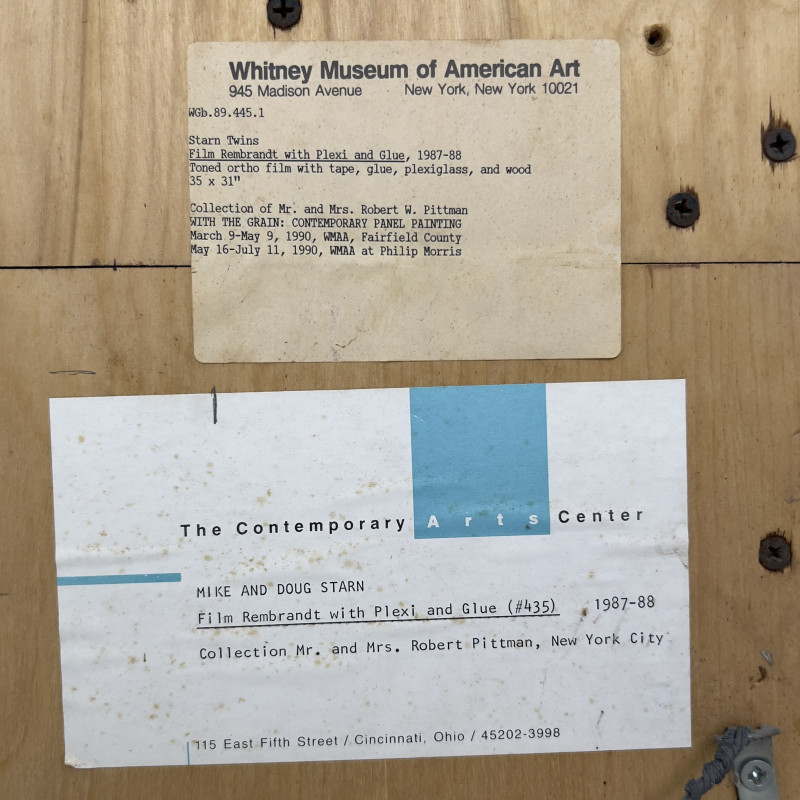 Whitney Museum of American Art
945 Madison Avenue New York, New York 10021
WGb.89.445.1
Starn Twins
Film Rembrandt with Plexi and Glue, 1987-88
Toned ortho film with tape, glue, plexiglass, and wood
35 x 31"
Collection of Mr. and Mrs. Robert W. Pittman
WITH THE GRAIN: CONTEMPORARY PANEL PAINTING
March 9-May 9, 1990, WMAA, Fairfield County
May 16-July 11, 1990, WMAA at Philip Morris
The Contemporary Arts Center
MIKE AND DOUG STARN
Film Rembrandt with Plexi and Glue (#435) , 1987-88
Collection Mr. and Mrs. Robert Pittman, New York City
115 East Fifth Street / Cincinnati, Ohio / 45202-3998